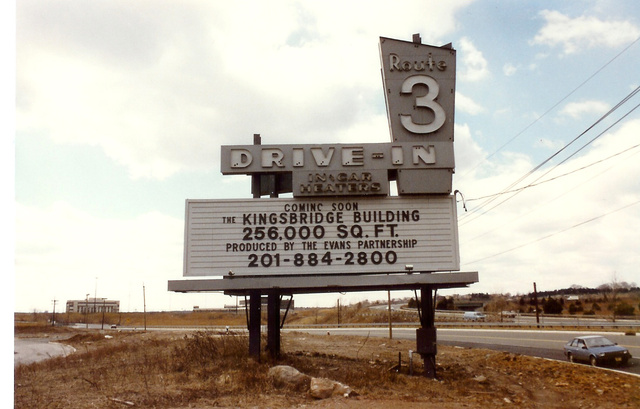 Route
3
DRIVE-IN
IN-CAR
HEATERS
COMING SOON
THE KINGSBRIDGE BUILDING
256,000 SQ. FT.
PRODUCED BY THE EVANS PARTNERSHIP
201-884-2800